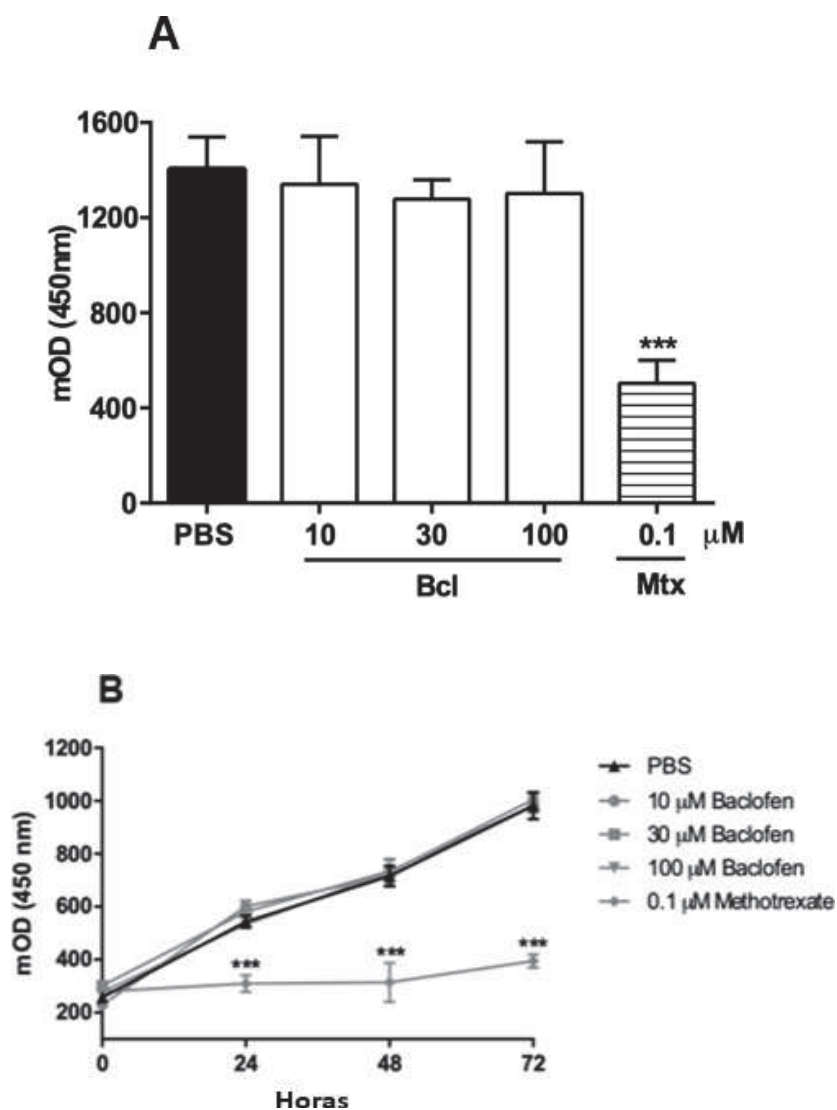 A
1600
1200
800
400
0
mOD (450nm)
***
PBS 10 30 100 0.1 μM
Bcl Mtx
B
1200
1000
800
600
400
200
mOD (450 nm)
*** *** ***
0 24 48 72
Horas
PBS
10 μM Baclofen
30 μM Baclofen
100 μM Baclofen
0.1 μM Methotrexate